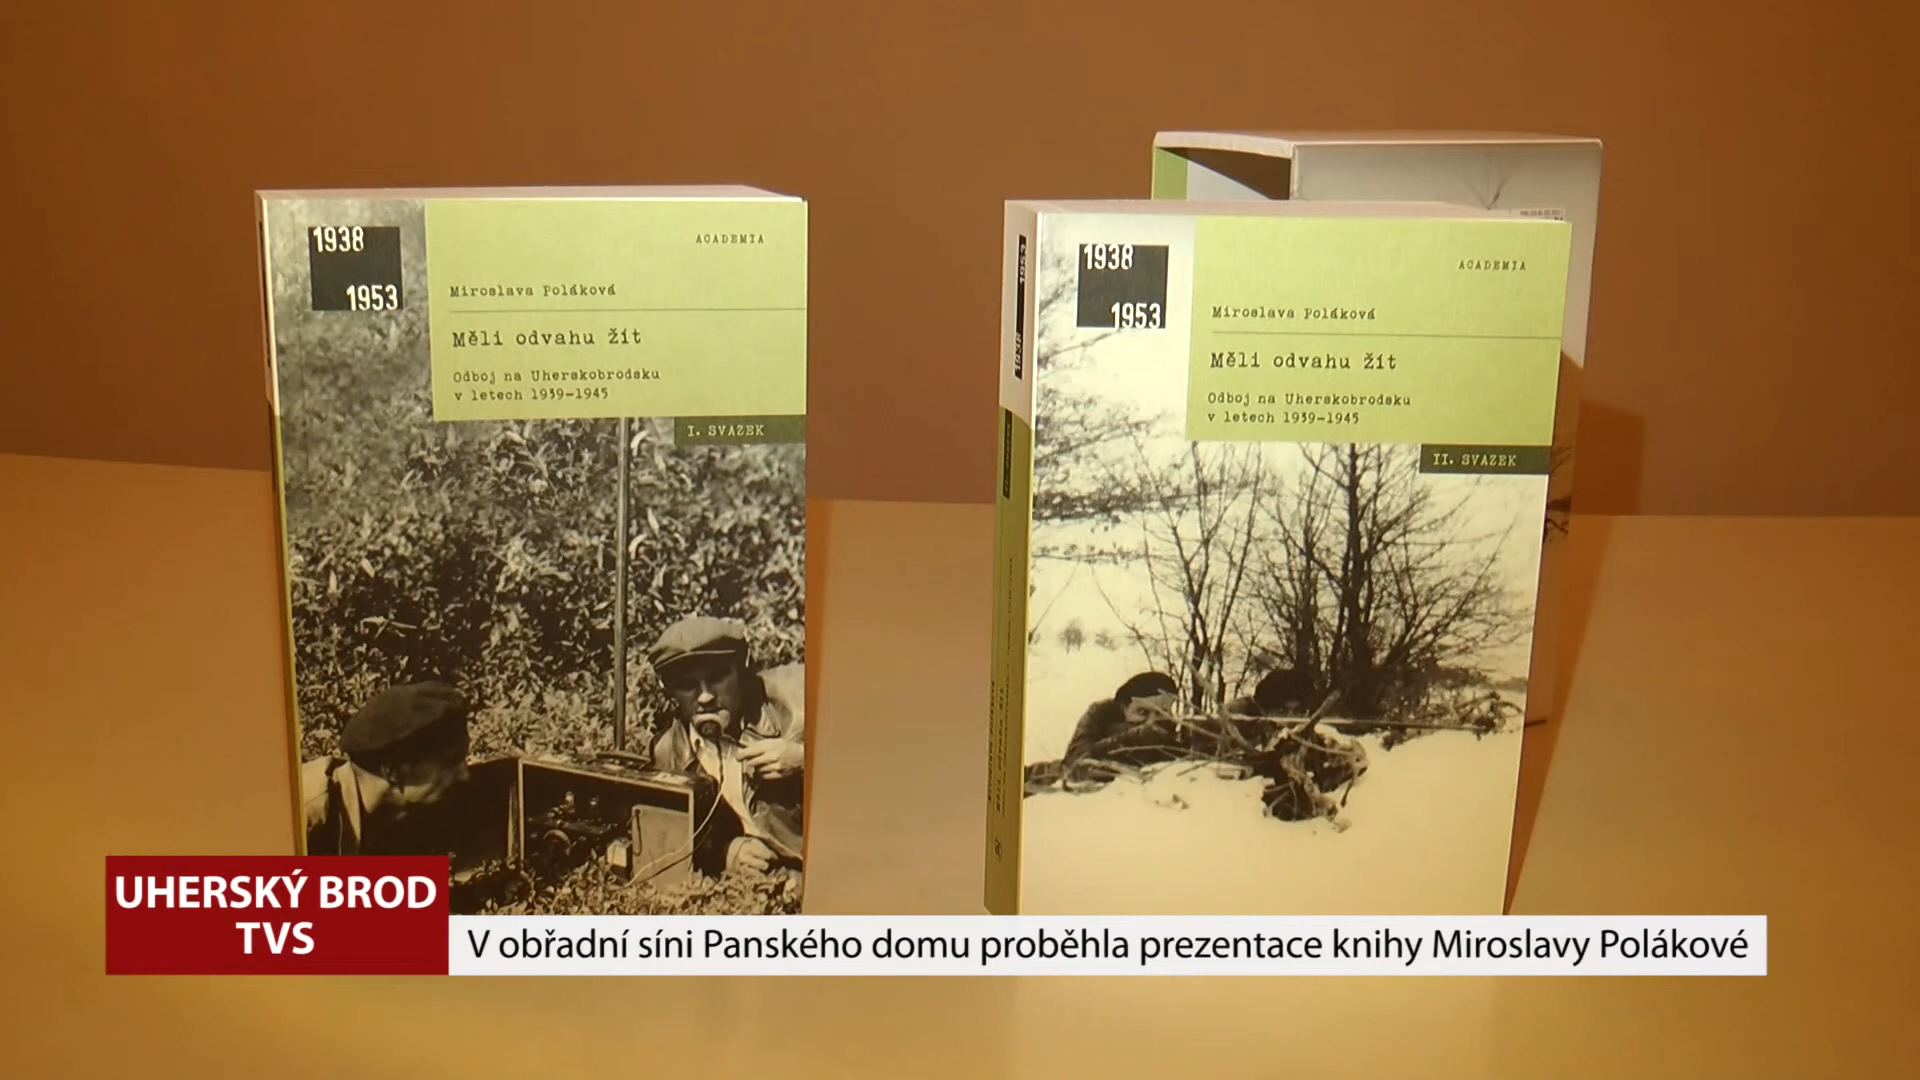 1938
1953
ACADEMIA
Miroslava Poláková
Měli odvahu žít
Odboj na Uherskobrodsku
v letech 1939–1945
I. SVAZEK
1938
1953
1938
1953
ACADEMIA
Miroslava Poláková
Měli odvahu žít
Odboj na Uherskobrodsku
v letech 1939–1945
II. SVAZEK
UHERSKÝ BROD
TVS
V obřadní síni Panského domu proběhla prezentace knihy Miroslavy Polákové